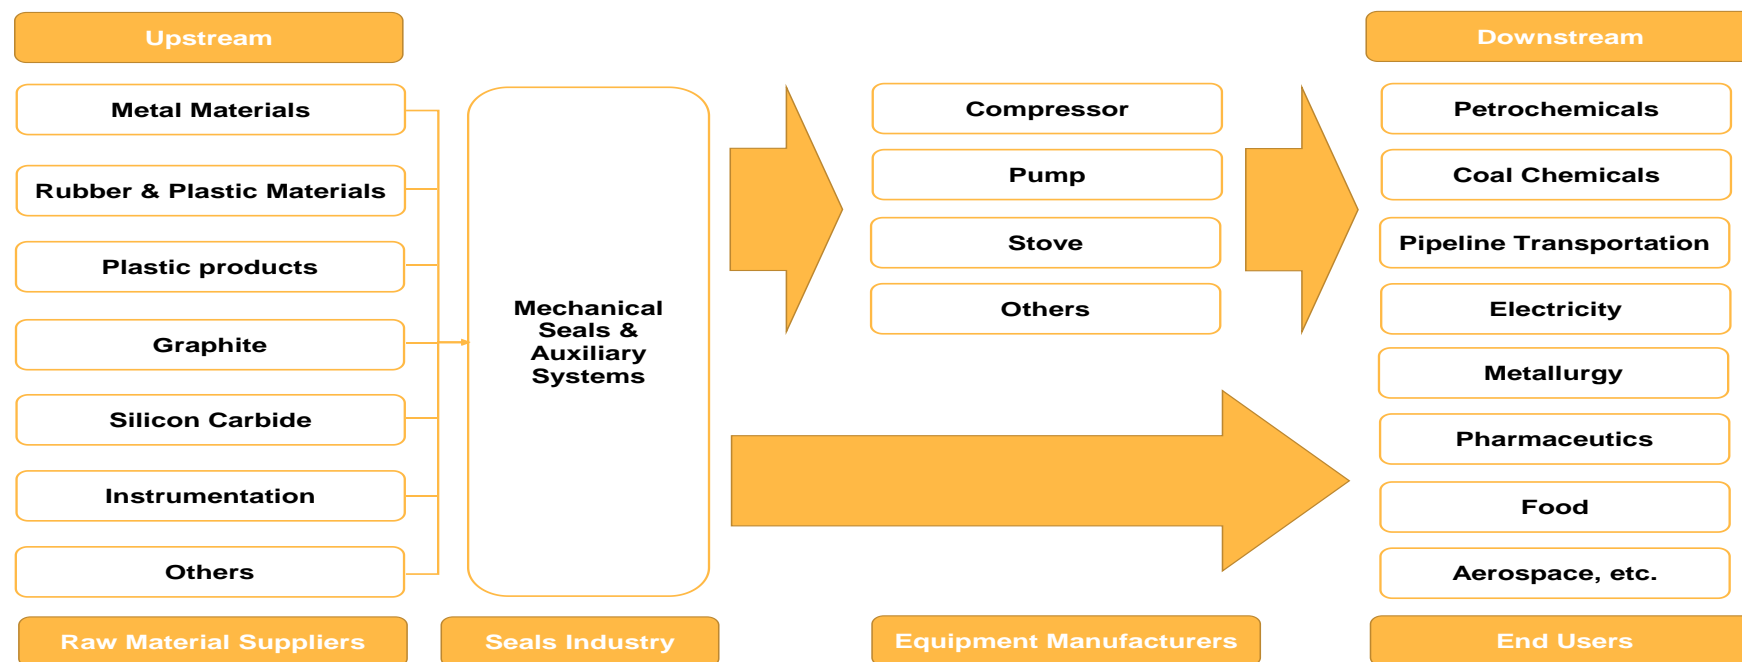 Upstream
Downstream
Metal Materials
Rubber & Plastic Materials
Plastic products
Graphite
Silicon Carbide
Instrumentation
Others
Mechanical
Seals &
Auxiliary
Systems
Compressor
Pump
Stove
Others
Petrochemicals
Coal Chemicals
Pipeline Transportation
Electricity
Metallurgy
Pharmaceutics
Food
Aerospace, etc.
Raw Material Suppliers
Seals Industry
Equipment Manufacturers
End Users